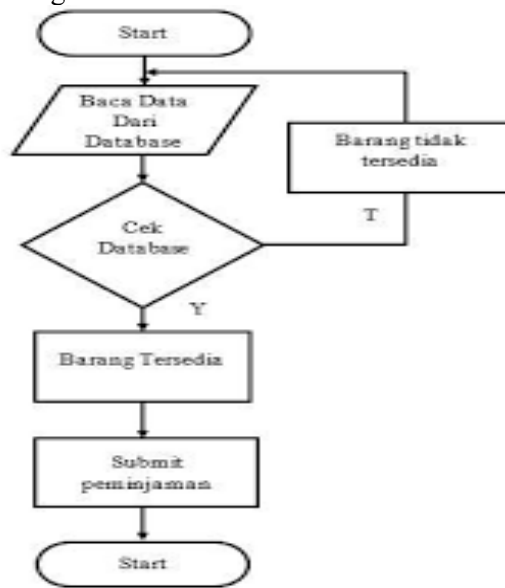 Start
Baca Data
Dari
Database
Barang tidak
tersedia
T
Cek
Database
Y
Barang Tersedia
Submit
peminjaman
Start